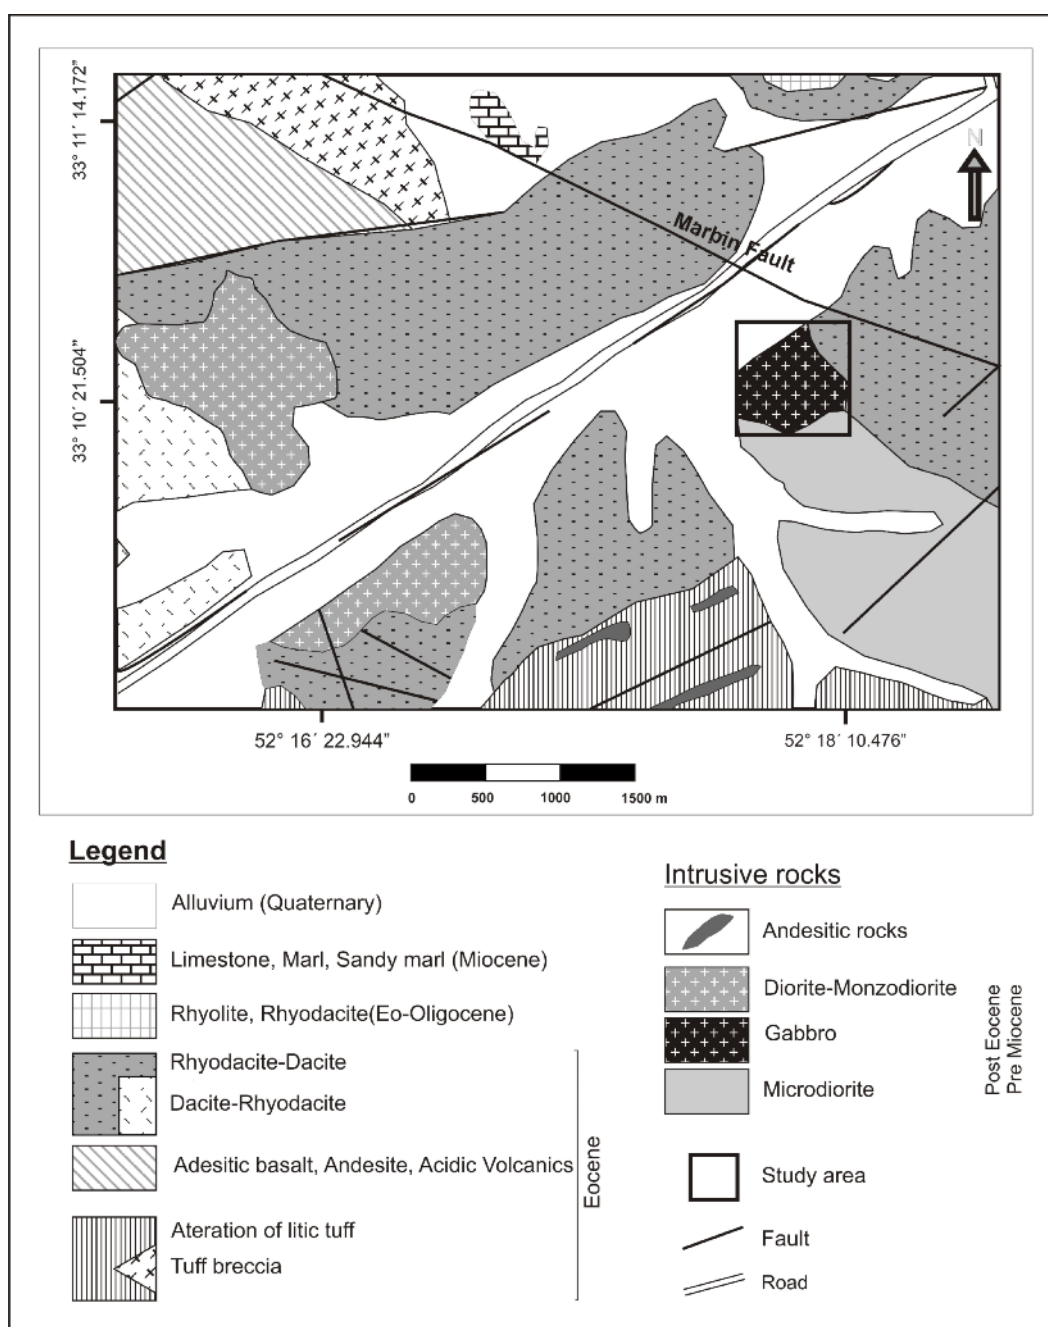 33° 11´ 14.172”
N
Marbin Fault
33° 10´ 21.504”
52° 16´ 22.944”
52° 18´ 10.476”
0 500 1000 1500 m
Legend
Alluvium (Quaternary)
Limestone, Marl, Sandy marl (Miocene)
Rhyolite, Rhyodacite(Eo-Oligocene)
Rhyodacite-Dacite
Dacite-Rhyodacite
Adesitic basalt, Andesite, Acidic Volcanics
Ateration of litic tuff
Tuff breccia
Eocene
Intrusive rocks
Andesitic rocks
Diorite-Monzodiorite
Gabbro
Microdiorite
Post Eocene
Pre Miocene
Study area
Fault
Road